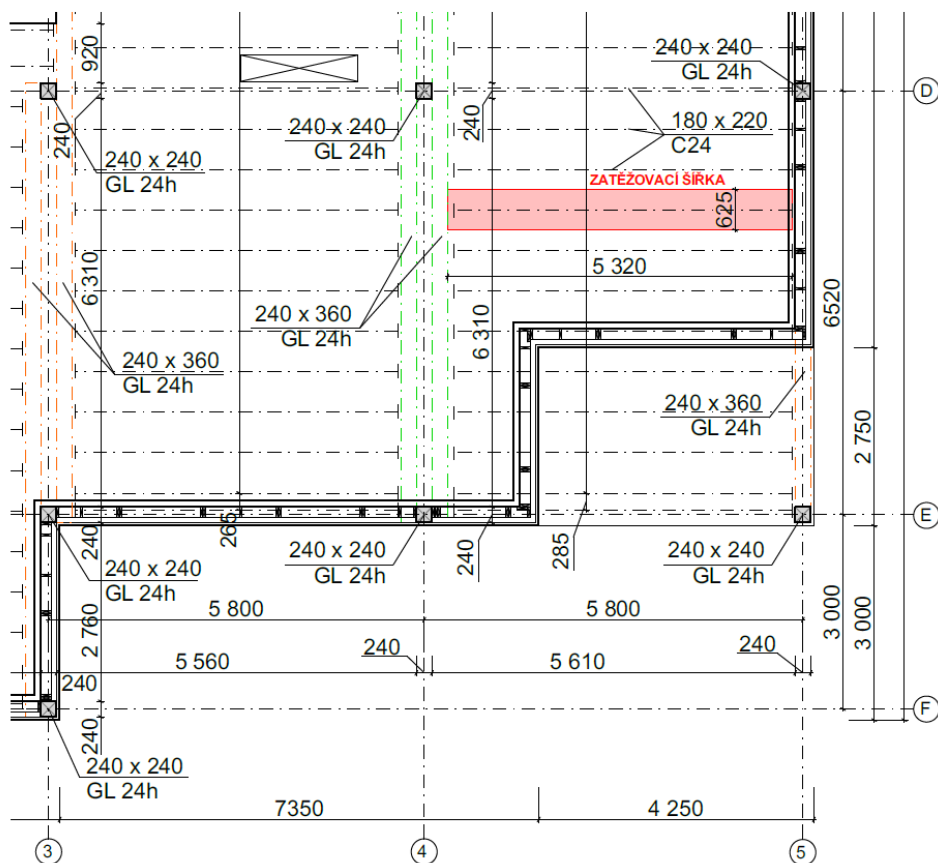 920
240 x 240
GL 24h
D
240
240 x 240
GL 24h
240
180 x 220
C24
240 x 240
GL 24h
ZATĚŽOVACÍ ŠÍŘKA
625
5 320
6 310
240 x 360
GL 24h
6 310
6520
240 x 360
GL 24h
240 x 360
GL 24h
2 750
265
240
240 x 240
GL 24h
240
285
240 x 240
GL 24h
E
240 x 240
GL 24h
5 800
5 800
2 760
3 000
3 000
5 560
240
5 610
240
240
F
240
240 x 240
GL 24h
7350
4 250
3
4
5